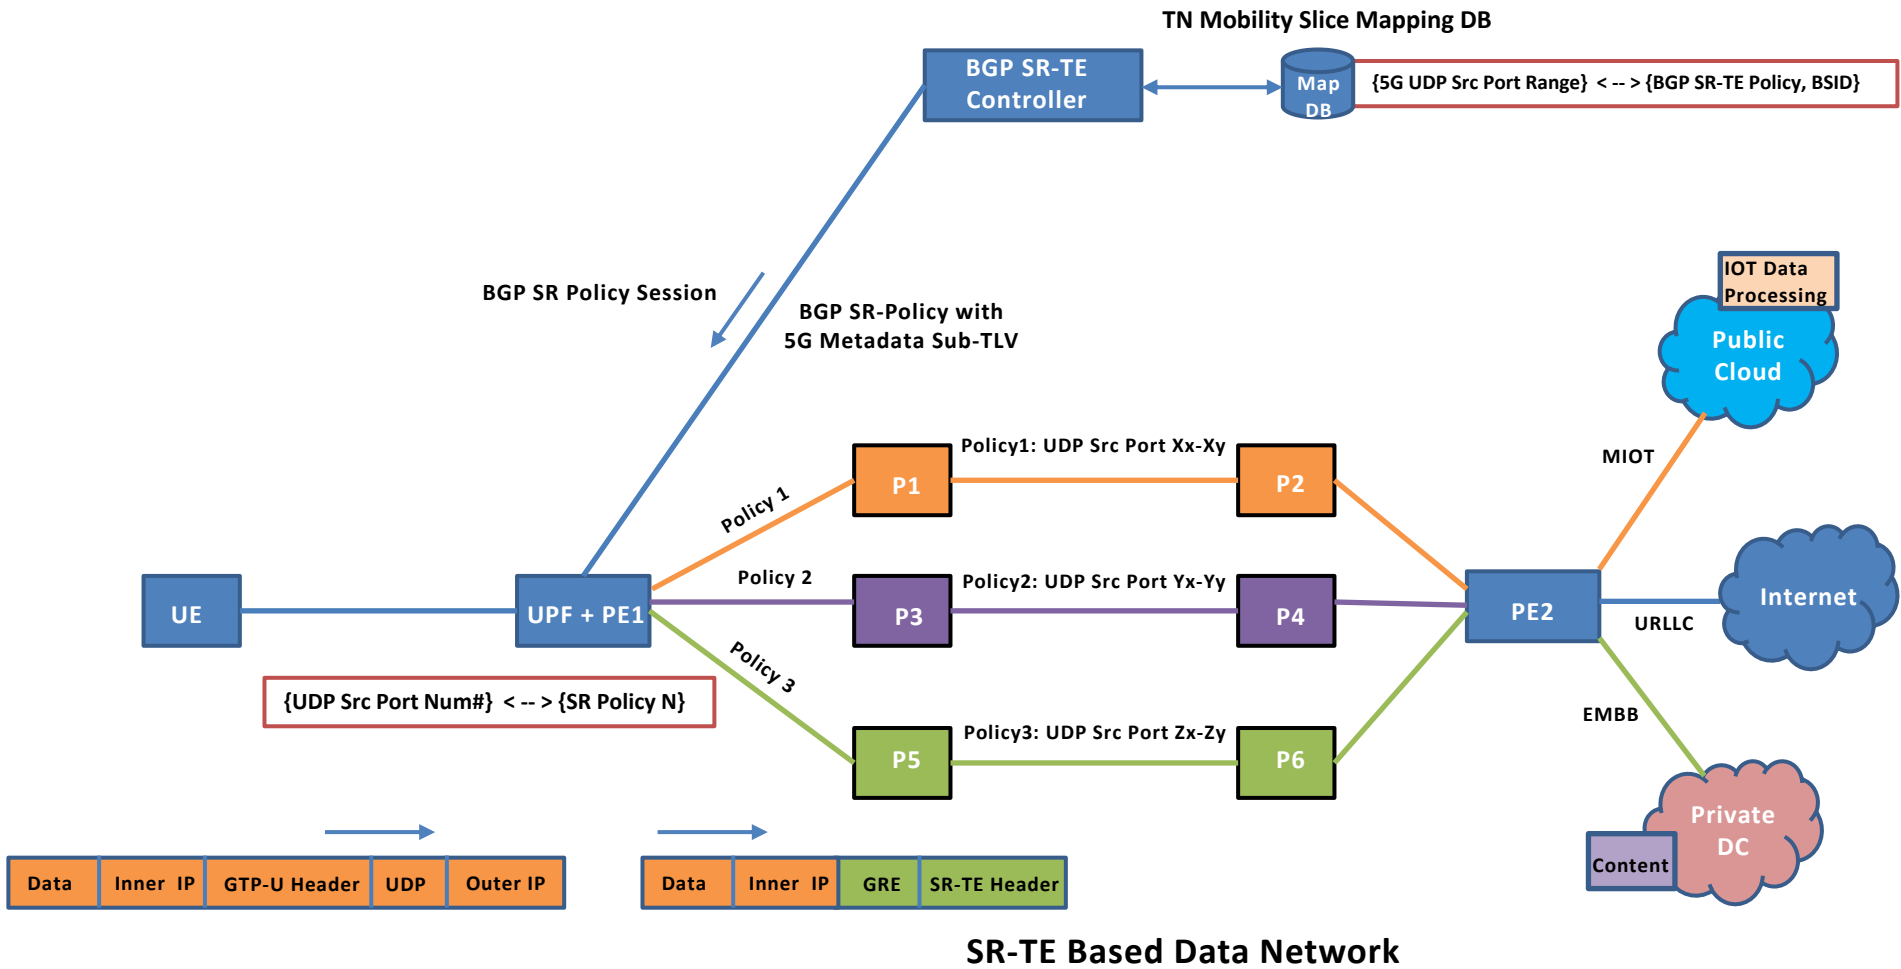 TN Mobility Slice Mapping DB
BGP SR-TE
Controller
Map
DB
{5G UDP Src Port Range} < -- > {BGP SR-TE Policy, BSID}
BGP SR Policy Session
BGP SR-Policy with
5G Metadata Sub-TLV
IOT Data
Processing
Public
Cloud
MIOT
Policy1: UDP Src Port Xx-Xy
Policy 1
P1
P2
Policy 2
Policy2: UDP Src Port Yx-Yy
UE
UPF + PE1
P3
P4
PE2
Internet
URLLC
Policy 3
{UDP Src Port Num#} < -- > {SR Policy N}
EMBB
Policy3: UDP Src Port Zx-Zy
P5
P6
Private
DC
Content
Data
Inner IP
GTP-U Header
UDP
Outer IP
Data
Inner IP
GRE
SR-TE Header
SR-TE Based Data Network